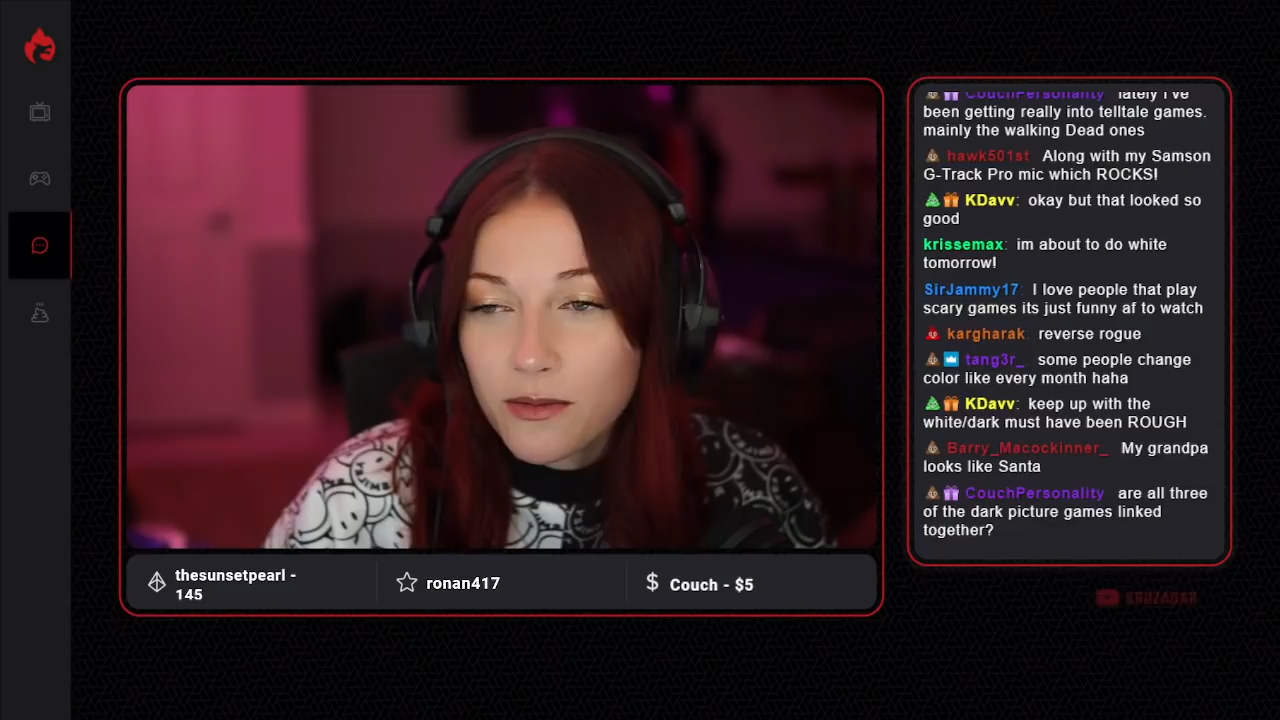 CouchPersonality lately I've
been getting really into telltale games.
mainly the walking Dead ones
hawk501st Along with my Samson
G-Track Pro mic which ROCKS!
KDavv: okay but that looked so
good
krissemax: im about to do white
tomorrow!
SirJammy17: I love people that play
scary games its just funny af to watch
kargharak: reverse rogue
tang3r_ some people change
color like every month haha
KDavv: keep up with the
white/dark must have been ROUGH
Barry_Macockinner_ My grandpa
looks like Santa
CouchPersonality are all three
of the dark picture games linked
together?
thesunsetpearl -
145
ronan417
$ Couch - $5